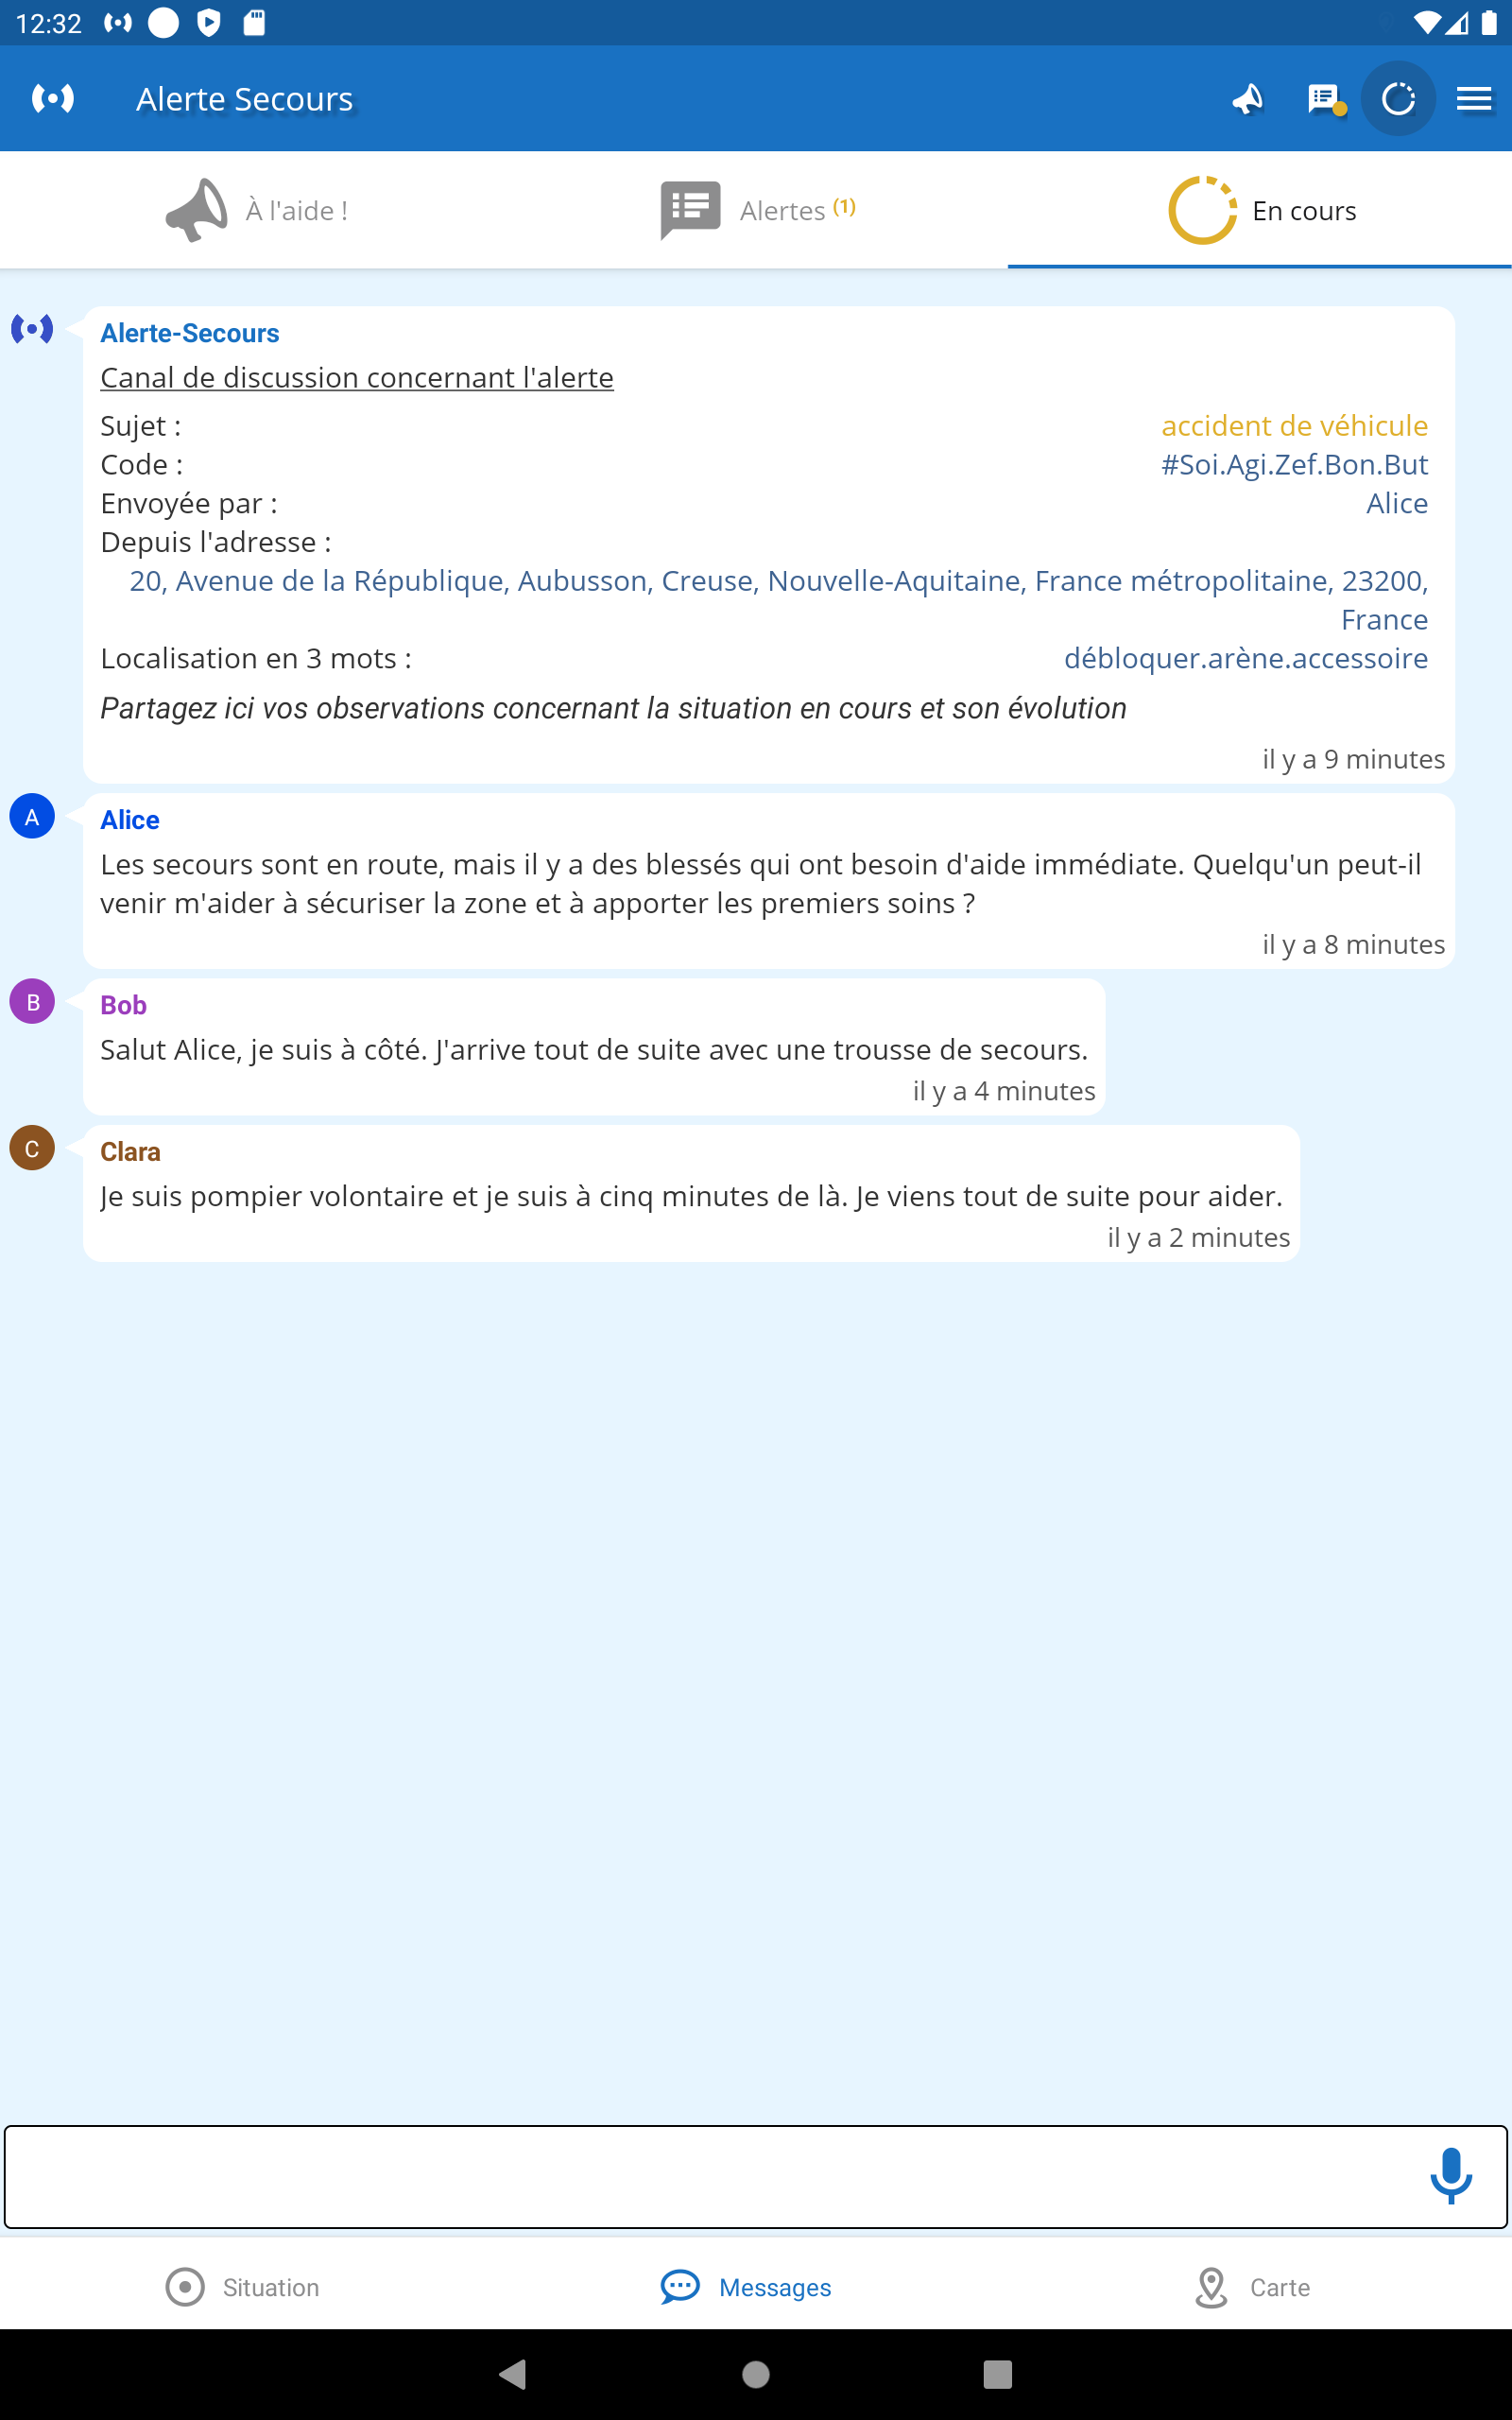 12:32
Alerte Secours
À l'aide !
Alertes (1)
En cours
Alerte-Secours
Canal de discussion concernant l'alerte
Sujet : accident de véhicule
Code : #Soi.Agi.Zef.Bon.But
Envoyée par : Alice
Depuis l'adresse :
20, Avenue de la République, Aubusson, Creuse, Nouvelle-Aquitaine, France métropolitaine, 23200,
France
Localisation en 3 mots : débloquer.arène.accessoire
Partagez ici vos observations concernant la situation en cours et son évolution
il y a 9 minutes
A
Alice
Les secours sont en route, mais il y a des blessés qui ont besoin d'aide immédiate. Quelqu'un peut-il
venir m'aider à sécuriser la zone et à apporter les premiers soins ?
il y a 8 minutes
B
Bob
Salut Alice, je suis à côté. J'arrive tout de suite avec une trousse de secours.
il y a 4 minutes
C
Clara
Je suis pompier volontaire et je suis à cinq minutes de là. Je viens tout de suite pour aider.
il y a 2 minutes
Situation
Messages
Carte